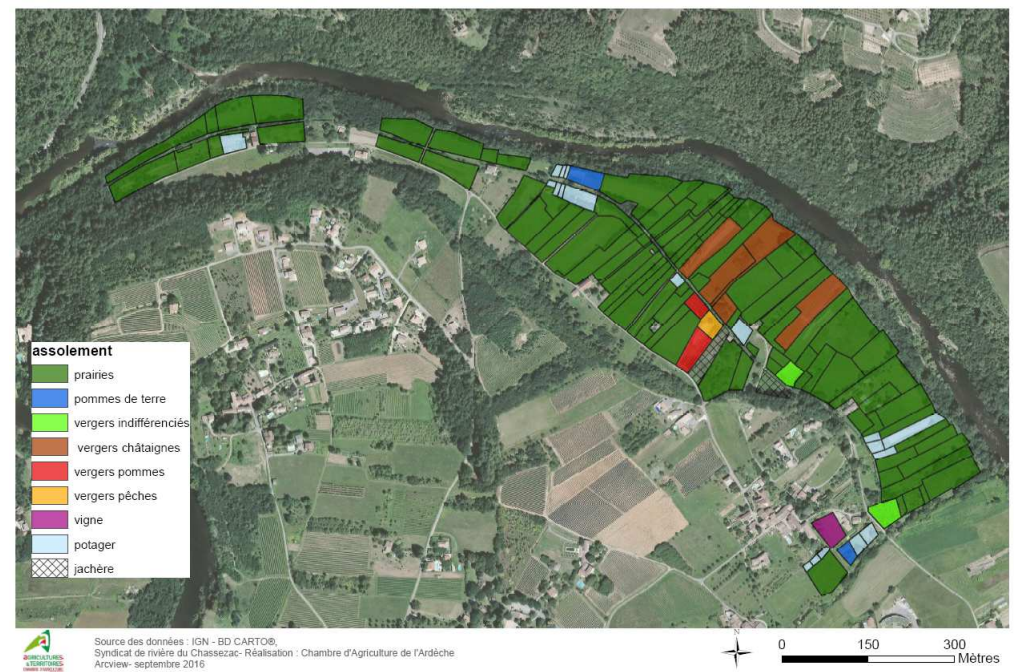 assolement
prairies
pommes de terre
vergers indifférenciés
vergers châtaignes
vergers pommes
vergers pêches
vigne
potager
jachère
AGRICULTURES
& TERRITOIRES
Source des données : IGN - BD CARTO®,
Syndicat de rivière du Chassezac- Réalisation : Chambre d'Agriculture de l'Ardèche
Arcview- septembre 2016
N
0 150 300
Mètres